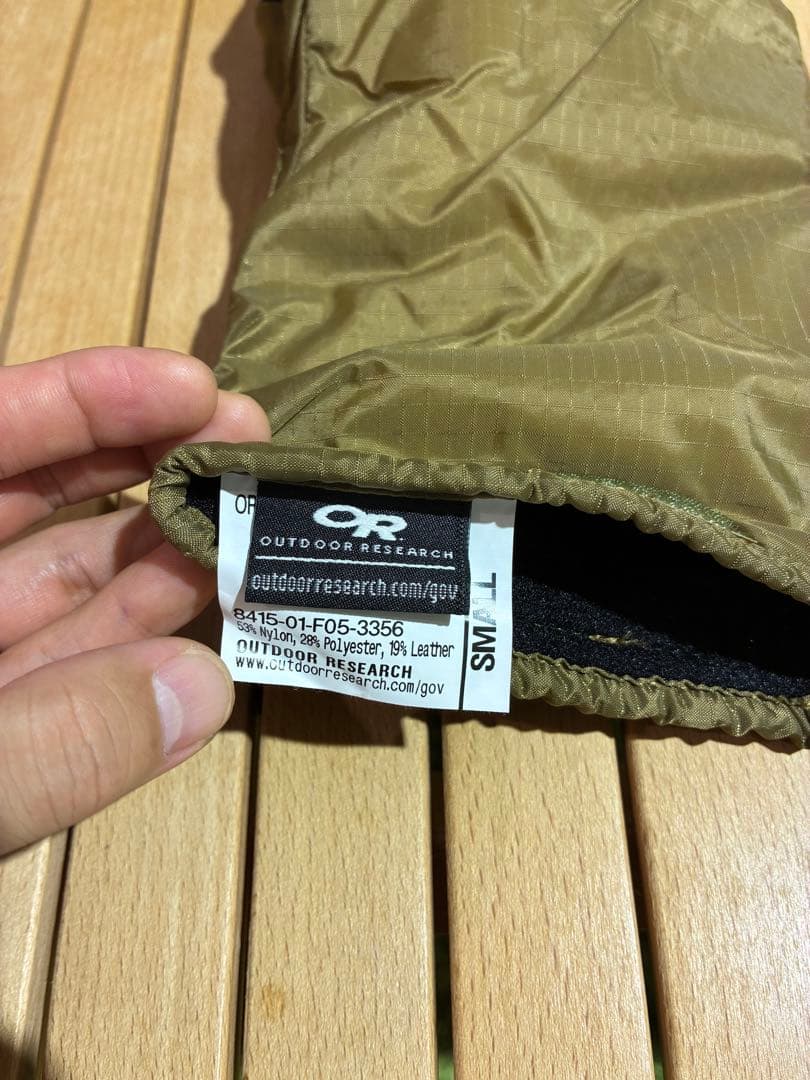 OR
OUTDOOR RESEARCH
outdoorresearch.com/gov
8415-01-F05-3356
53% Nylon, 28% Polyester, 19% Leather
OUTDOOR RESEARCH
www.outdoorresearch.com/gov
SMALL